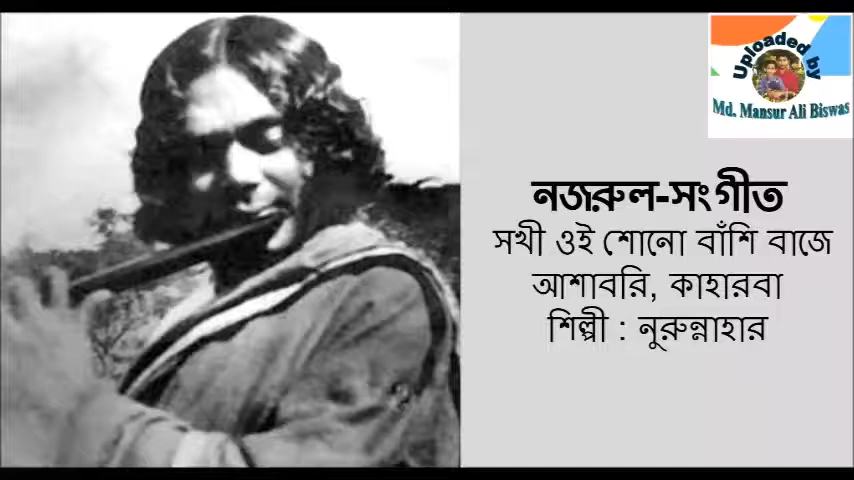 Uploaded by
Md. Mansur Ali Biswas
নজরুল-সংগীত
সখী ওই শোনো বাঁশি বাজে
আশাবরি, কাহারবা
শিল্পী : নুরুন্নাহার